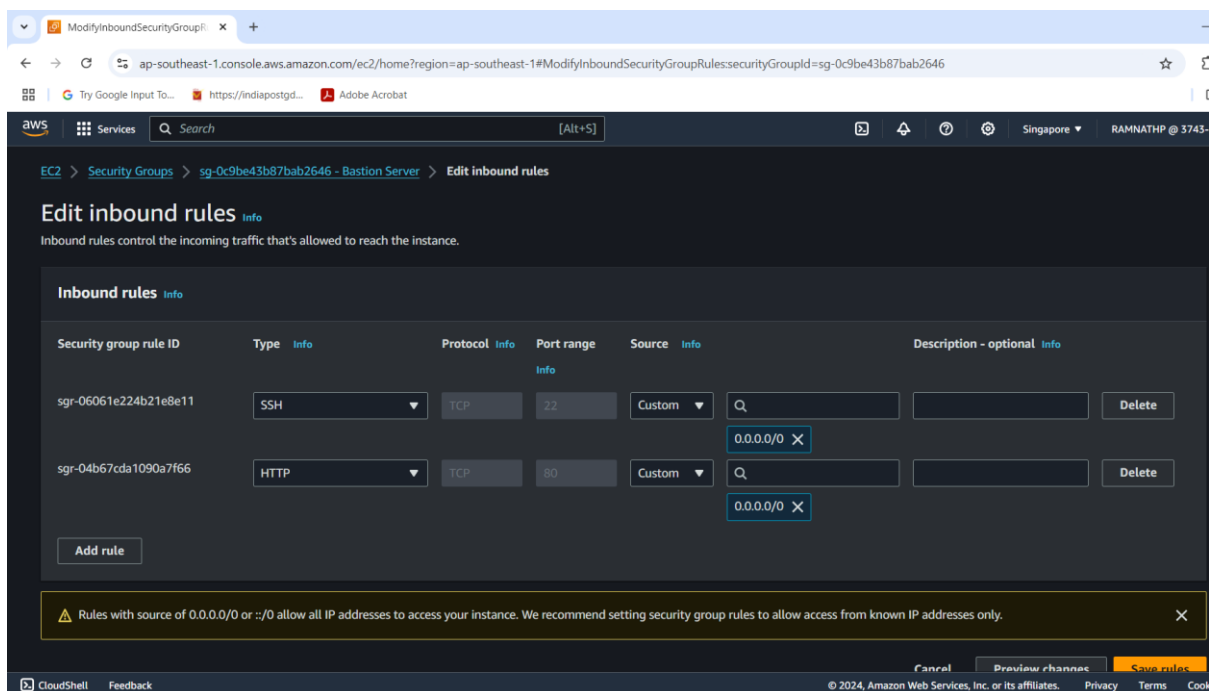 ModifyInboundSecurityGroupR
ap-southeast-1.console.aws.amazon.com/ec2/home?region=ap-southeast-1#ModifyInboundSecurityGroupRules:securityGroupId=sg-0c9be43b87bab2646
Try Google Input To... https://indiapostgd... Adobe Acrobat
aws Services Search [Alt+S] Singapore RAMNATHP @ 3743-
EC2 > Security Groups > sg-0c9be43b87bab2646 - Bastion Server > Edit inbound rules
Edit inbound rules Info
Inbound rules control the incoming traffic that's allowed to reach the instance.
Inbound rules Info
Security group rule ID Type Info Protocol Info Port range Source Info Description - optional Info
Info
sgr-06061e224b21e8e11 SSH TCP 22 Custom Delete
0.0.0.0/0
sgr-04b67cda1090a7f66 HTTP TCP 80 Custom Delete
0.0.0.0/0
Add rule
Rules with source of 0.0.0.0/0 or ::/0 allow all IP addresses to access your instance. We recommend setting security group rules to allow access from known IP addresses only.
Cancel Preview changes Save rules
CloudShell Feedback © 2024, Amazon Web Services, Inc. or its affiliates. Privacy Terms Cook